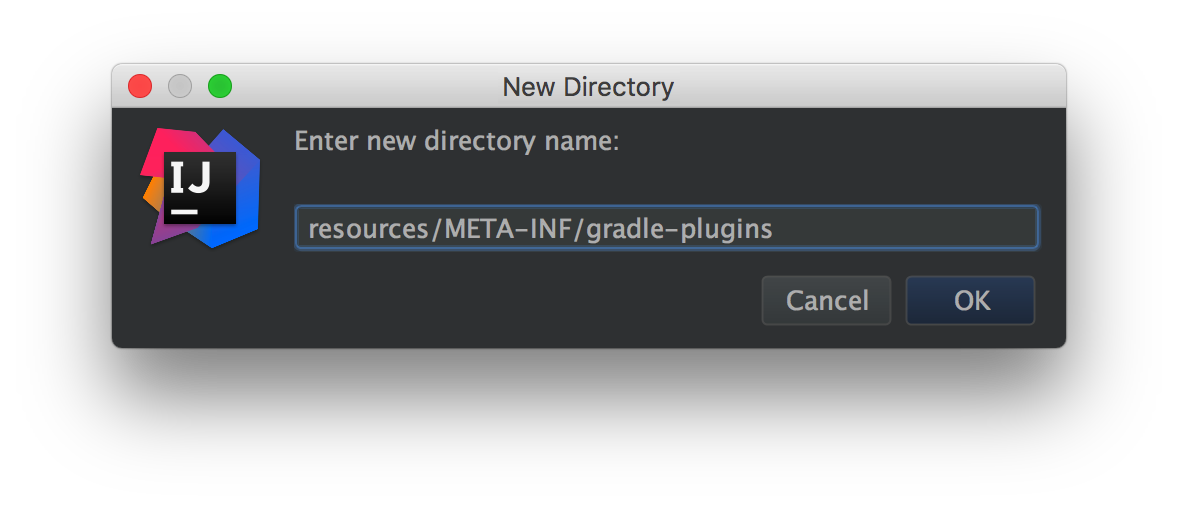 New Directory
IJ
Enter new directory name:
resources/META-INF/gradle-plugins
Cancel
OK